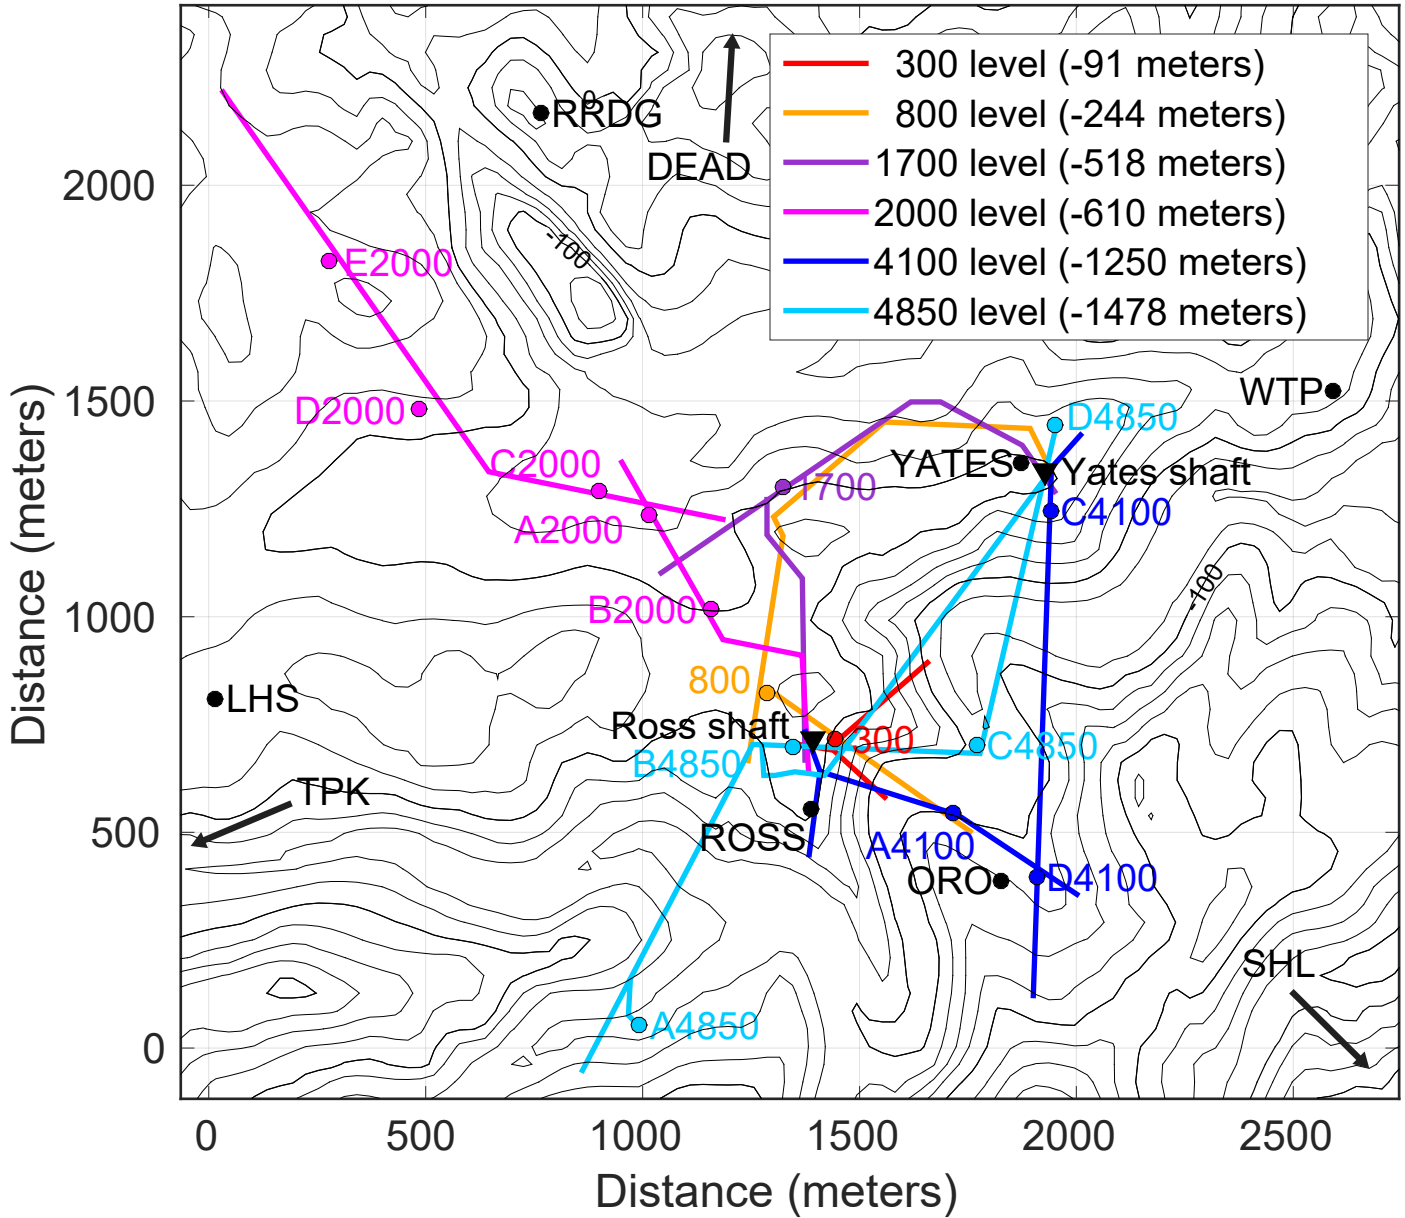 300 level (-91 meters)
800 level (-244 meters)
1700 level (-518 meters)
2000 level (-610 meters)
4100 level (-1250 meters)
4850 level (-1478 meters)
0
RRDG
DEAD
-100
E2000
D2000
C2000
A2000
B2000
WTP
D4850
YATES
Yates shaft
1700
C4100
-100
800
LHS
Ross shaft
300
B4850
C4850
TPK
ROSS
A4100
ORO
D4100
SHL
A4850
2000
1500
1000
500
0
Distance (meters)
0
500
1000
1500
2000
2500
Distance (meters)